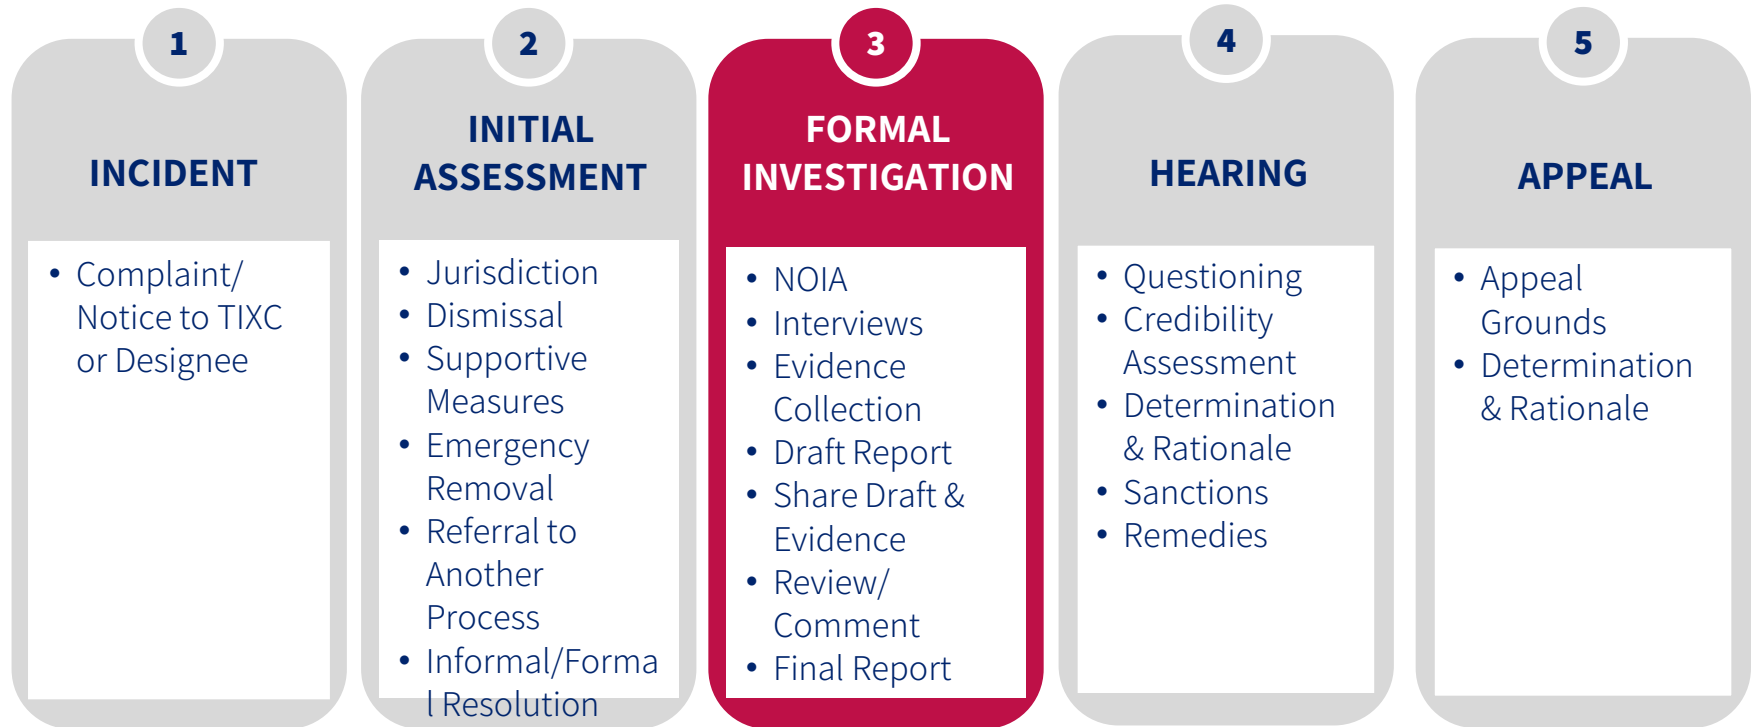 1
INCIDENT
• Complaint/
Notice to TIXC
or Designee
2
INITIAL
ASSESSMENT
• Jurisdiction
• Dismissal
• Supportive
Measures
• Emergency
Removal
• Referral to
Another
Process
• Informal/Forma
l Resolution
3
FORMAL
INVESTIGATION
• NOIA
• Interviews
• Evidence
Collection
• Draft Report
• Share Draft &
Evidence
• Review/
Comment
• Final Report
4
HEARING
• Questioning
• Credibility
Assessment
• Determination
& Rationale
• Sanctions
• Remedies
5
APPEAL
• Appeal
Grounds
• Determination
& Rationale